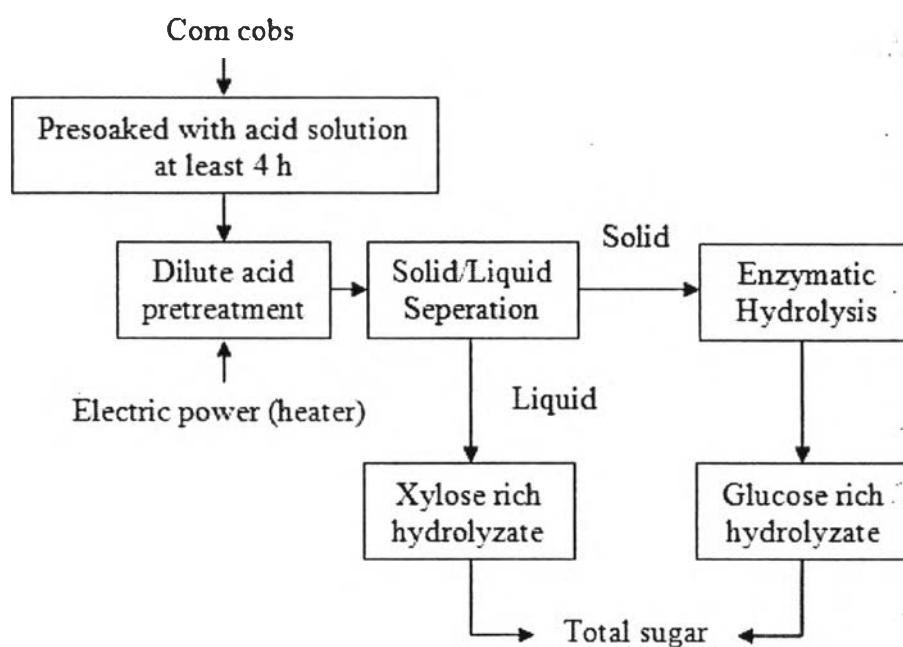 Corn cobs
Presoaked with acid solution
at least 4 h
Dilute acid
pretreatment
Electric power (heater)
Solid/Liquid
Seperation
Solid
Enzymatic
Hydrolysis
Liquid
Xylose rich
hydrolyzate
Glucose rich
hydrolyzate
Total sugar